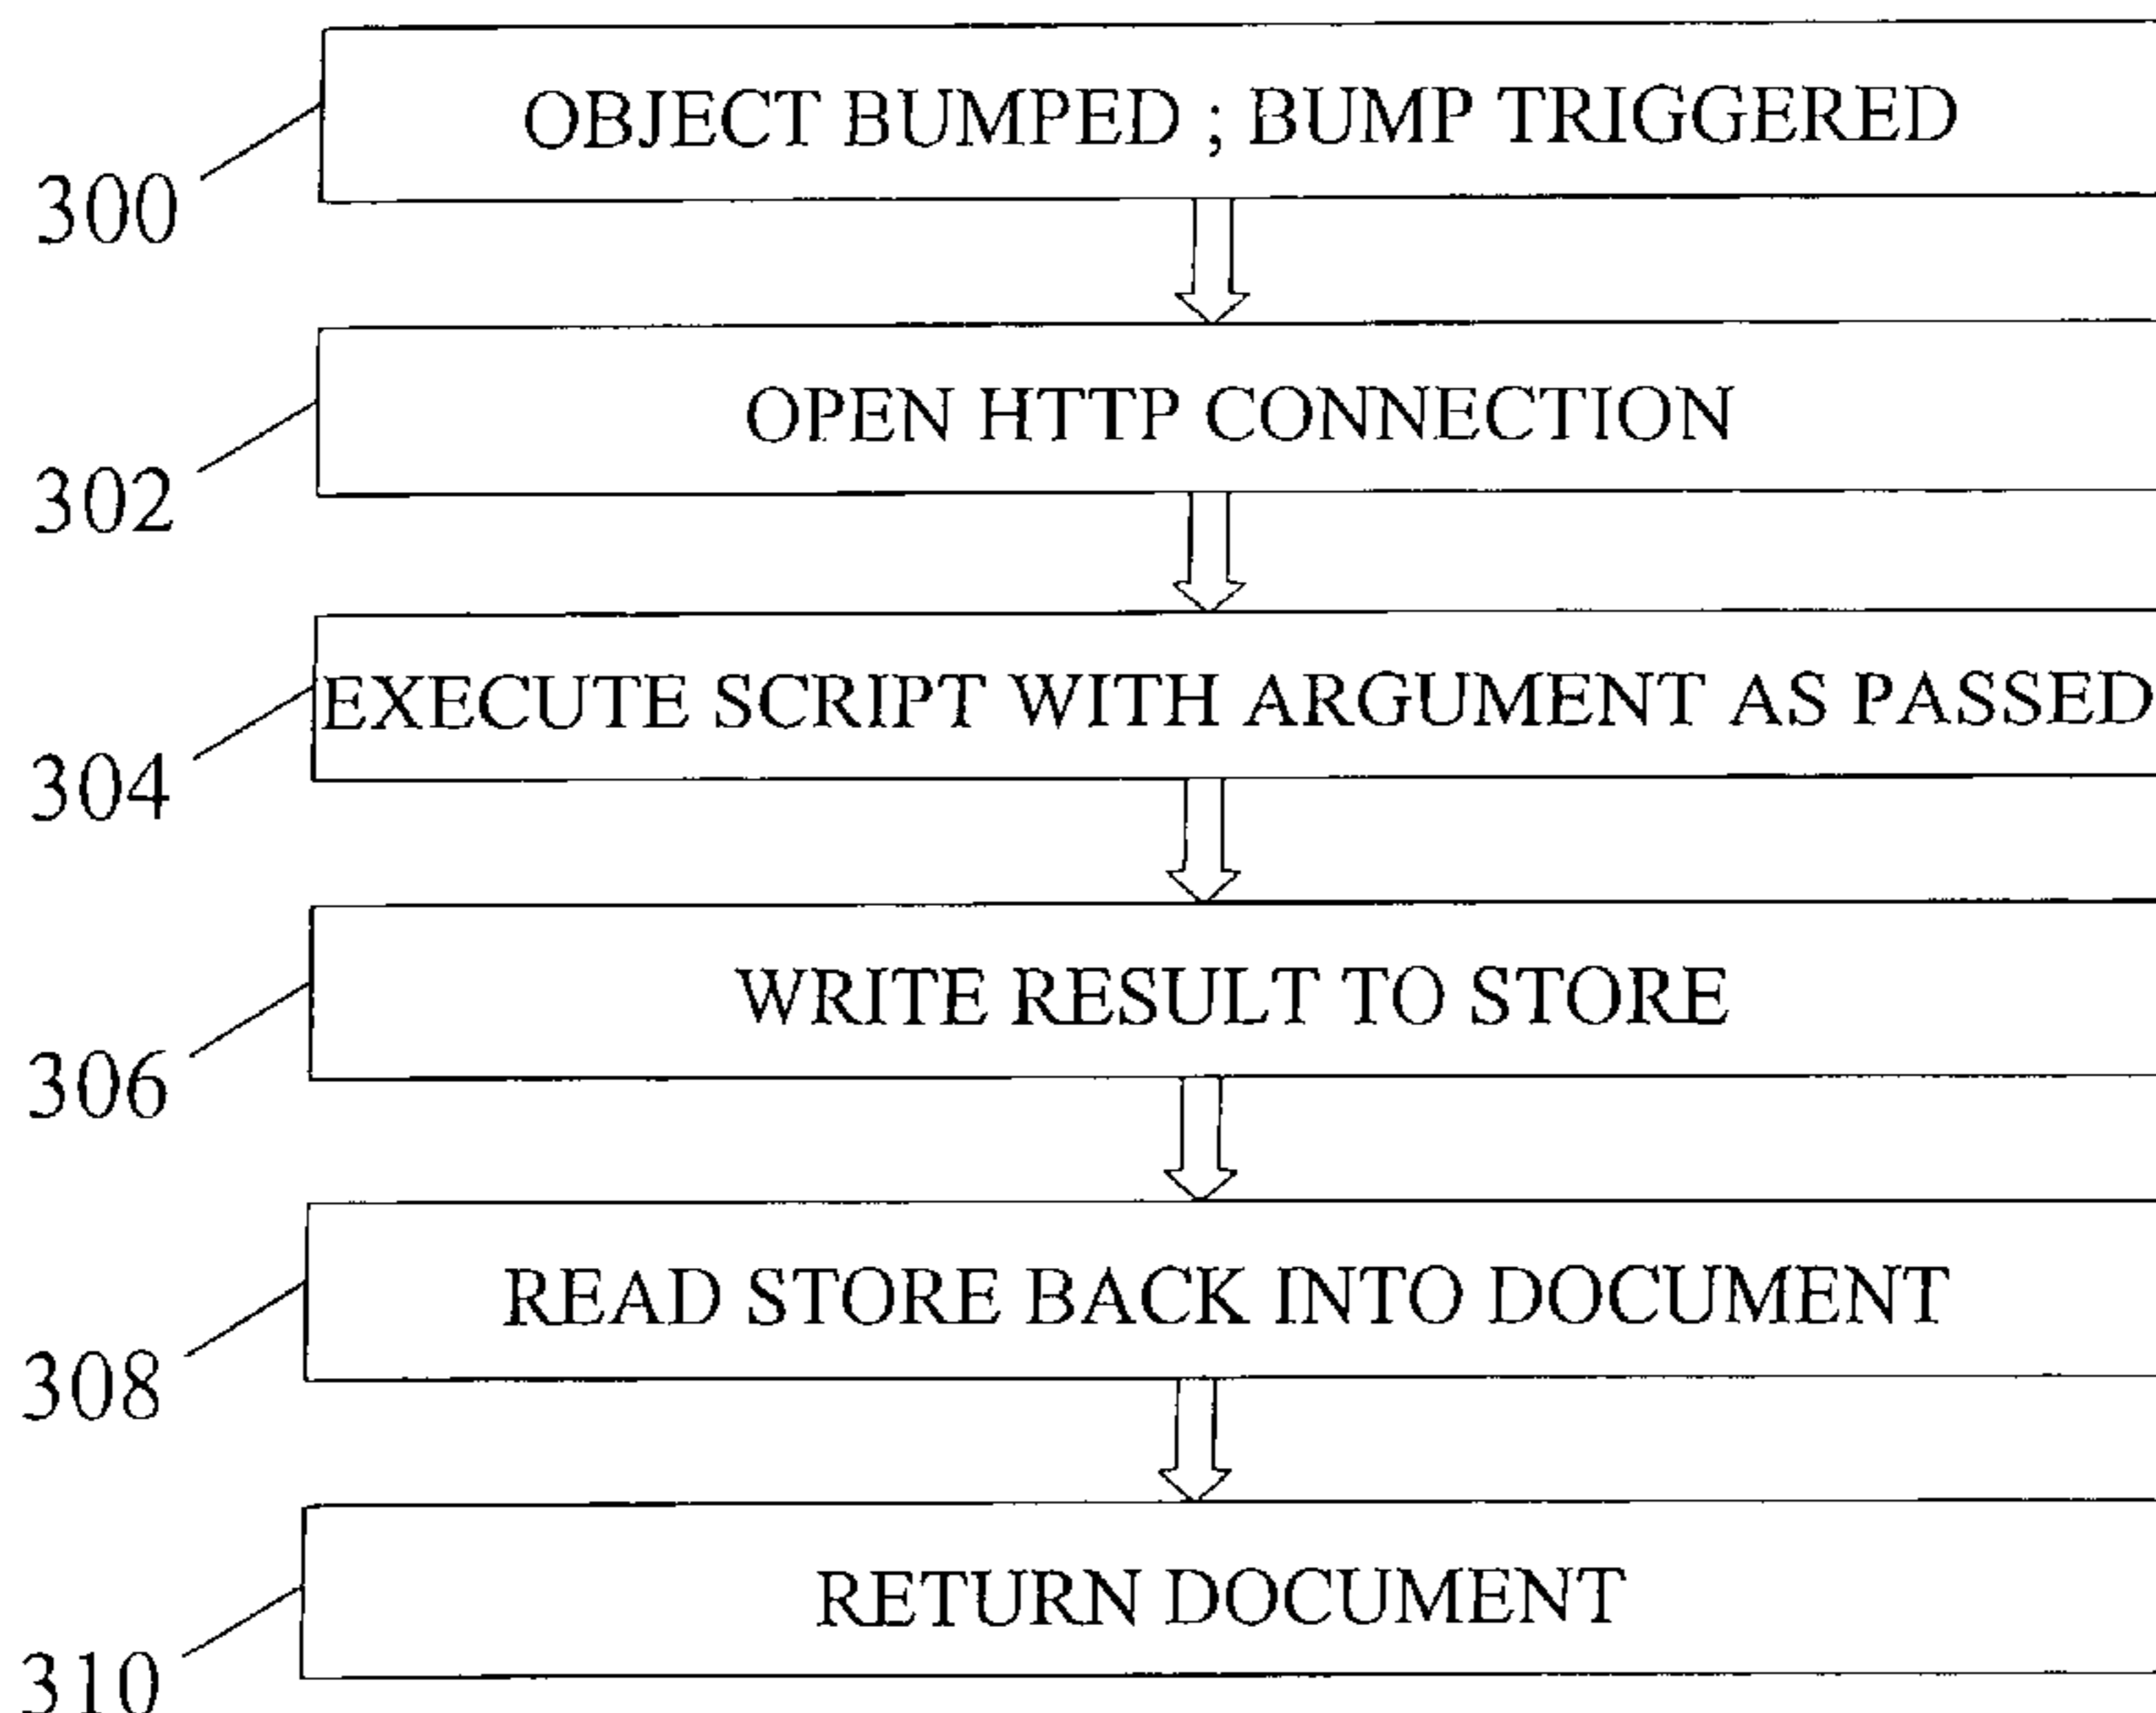 OBJECT BUMPED ; BUMP TRIGGERED
300
OPEN HTTP CONNECTION
302
EXECUTE SCRIPT WITH ARGUMENT AS PASSED
304
WRITE RESULT TO STORE
306
READ STORE BACK INTO DOCUMENT
308
RETURN DOCUMENT
310